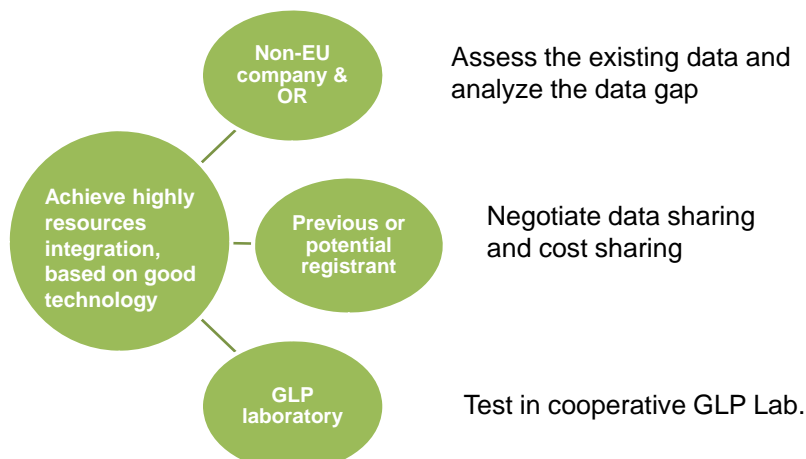 Non-EU
company &
OR
Assess the existing data and
analyze the data gap
Achieve highly
resources
integration,
based on good
technology
Previous or
potential
registrant
Negotiate data sharing
and cost sharing
GLP
laboratory
Test in cooperative GLP Lab.